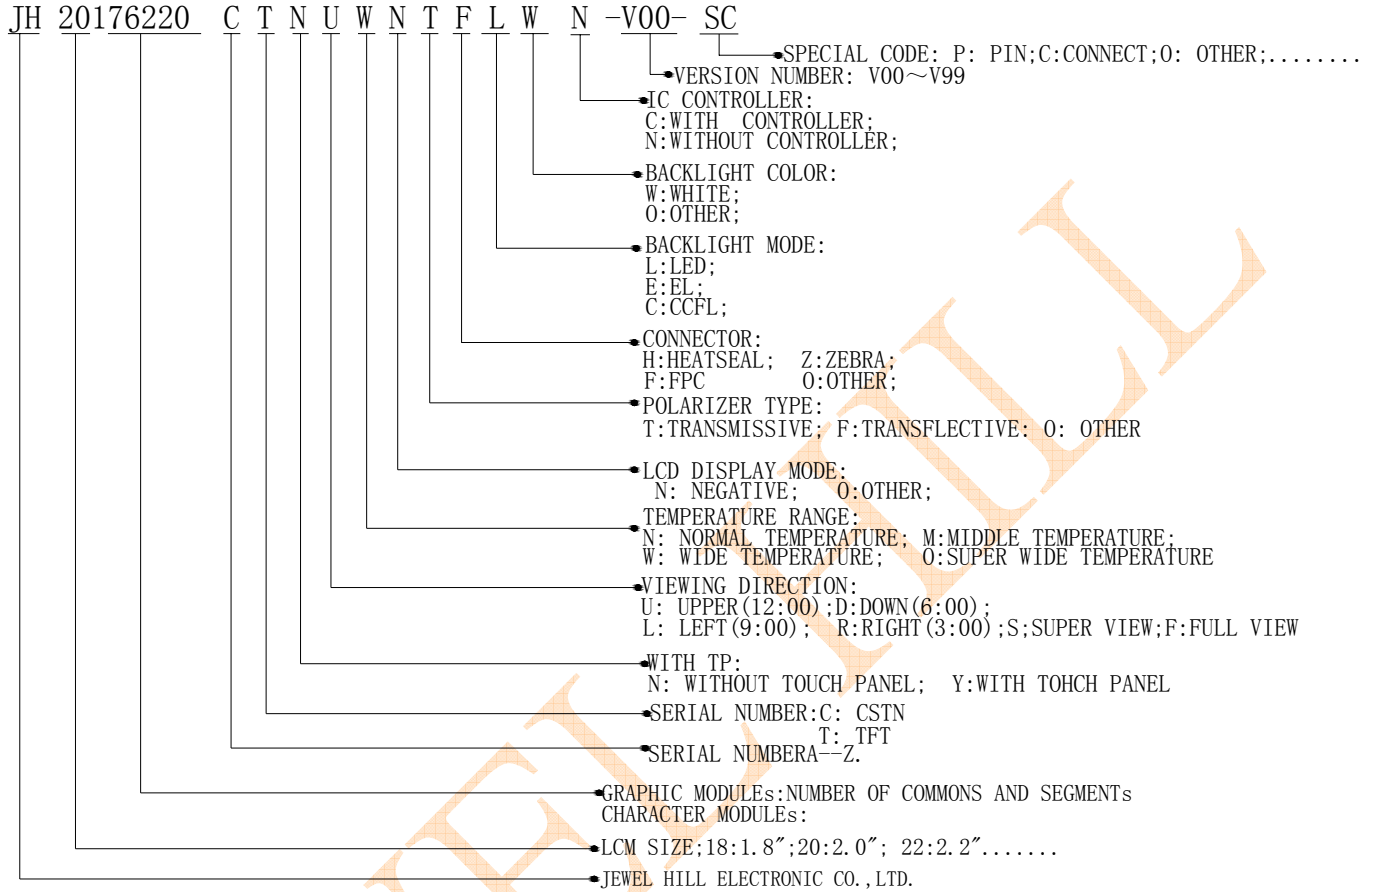 JH 20176220 C T N U W N T F L W N -V00- SC
SPECIAL CODE: P: PIN;C:CONNECT;O: OTHER;........
VERSION NUMBER: V00～V99
IC CONTROLLER:
C:WITH CONTROLLER;
N:WITHOUT CONTROLLER;
BACKLIGHT COLOR:
W:WHITE;
O:OTHER;
BACKLIGHT MODE:
L:LED;
E:EL;
C:CCFL;
CONNECTOR:
H:HEATSEAL; Z:ZEBRA;
F:FPC O:OTHER;
POLARIZER TYPE:
T:TRANSMISSIVE; F:TRANSFLECTIVE: O: OTHER
LCD DISPLAY MODE:
N: NEGATIVE; O:OTHER;
TEMPERATURE RANGE:
N: NORMAL TEMPERATURE; M:MIDDLE TEMPERATURE;
W: WIDE TEMPERATURE; O:SUPER WIDE TEMPERATURE
VIEWING DIRECTION:
U: UPPER(12:00);D:DOWN(6:00);
L: LEFT(9:00); R:RIGHT(3:00);S;SUPER VIEW;F:FULL VIEW
WITH TP:
N: WITHOUT TOUCH PANEL; Y:WITH TOHCH PANEL
SERIAL NUMBER:C: CSTN
T: TFT
SERIAL NUMBERA--Z.
GRAPHIC MODULEs:NUMBER OF COMMONS AND SEGMENTs
CHARACTER MODULEs:
LCM SIZE;18:1.8″;20:2.0″; 22:2.2″.......
JEWEL HILL ELECTRONIC CO.,LTD.
EL HILL